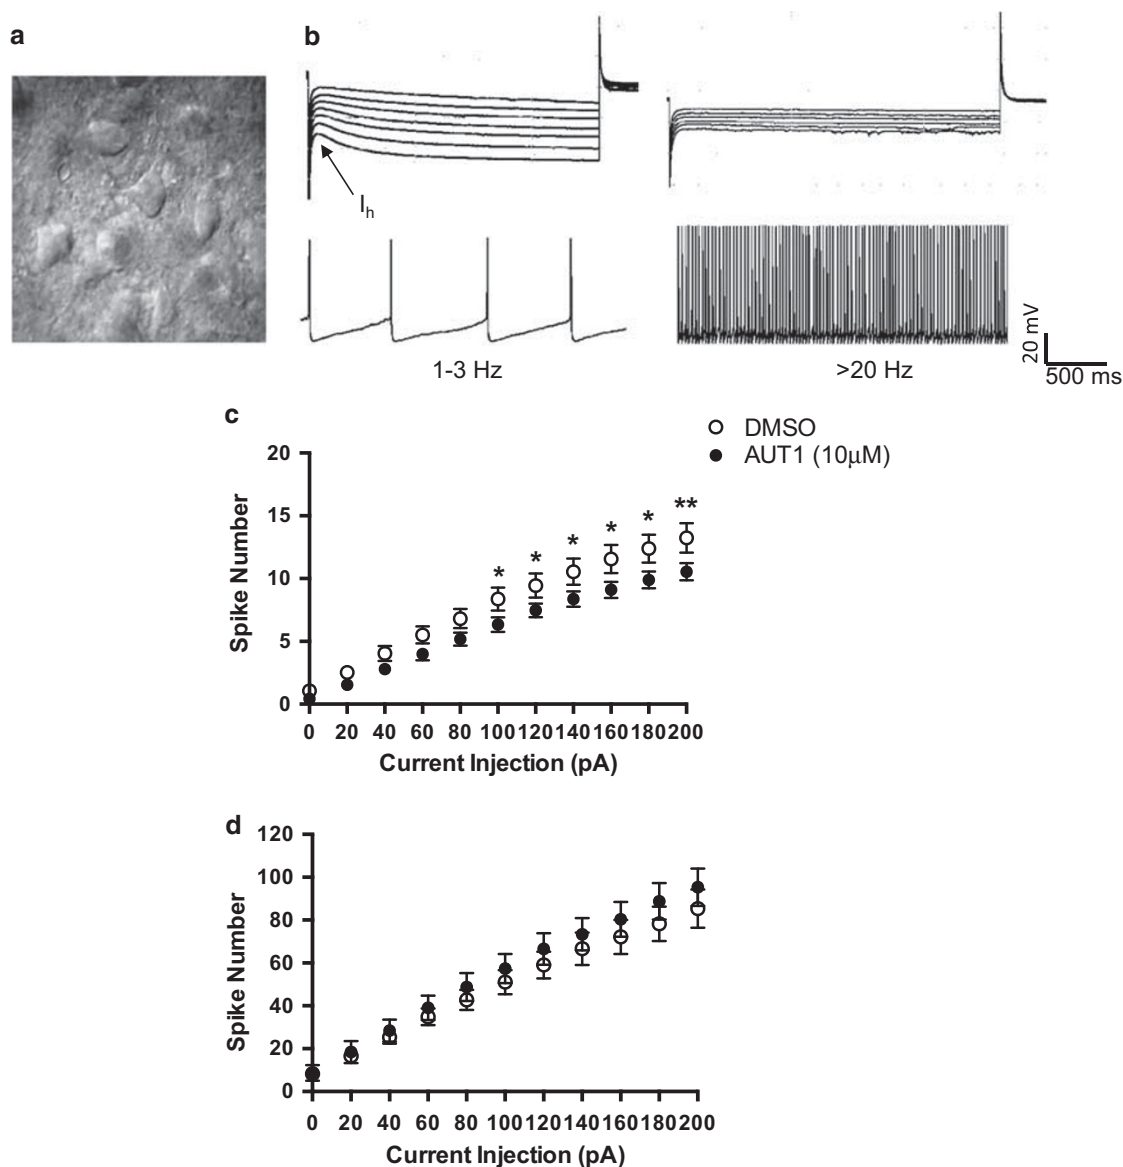 a
b
I_h
1-3 Hz
>20 Hz
20 mV
500 ms
c
DMSO
AUT1 (10μM)
20
15
10
5
0
Spike Number
* * * * * **
0 20 40 60 80 100 120 140 160 180 200
Current Injection (pA)
d
120
100
80
60
40
20
0
Spike Number
0 20 40 60 80 100 120 140 160 180 200
Current Injection (pA)